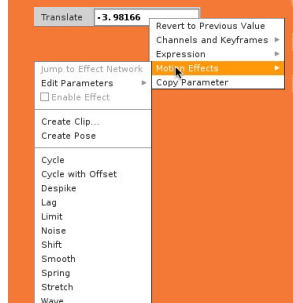 Translate -3.98166
Revert to Previous Value
Channels and Keyframes
Expression
Motion Effects
Copy Parameter
Jump to Effect Network
Edit Parameters
Enable Effect
Create Clip...
Create Pose
Cycle
Cycle with Offset
Despike
Lag
Limit
Noise
Shift
Smooth
Spring
Stretch
Wave